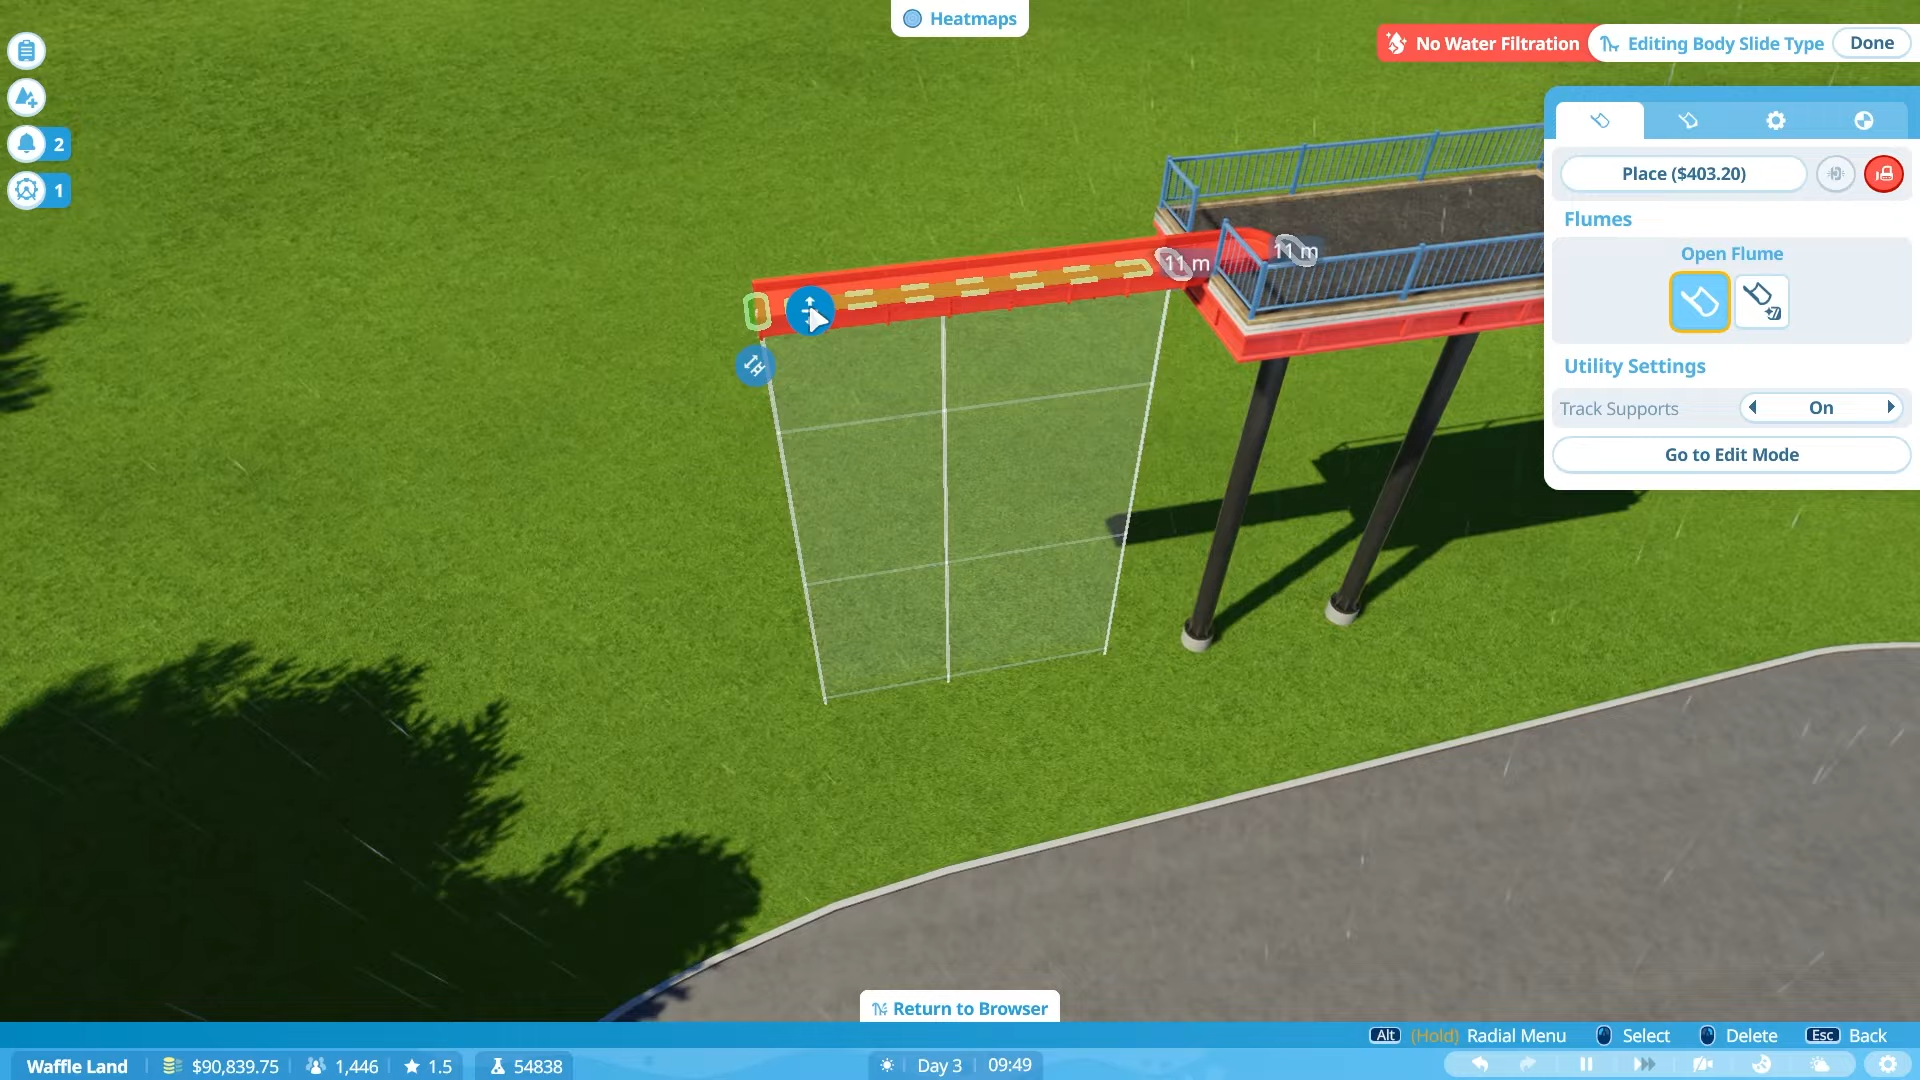 Heatmaps
No Water Filtration
Editing Body Slide Type
Done
2
1
Place ($403.20)
Flumes
Open Flume
Utility Settings
Track Supports
On
Go to Edit Mode
11 m
11 m
Return to Browser
Alt (Hold) Radial Menu Select Delete Esc Back
Waffle Land $90,839.75 1,446 1.5 54838 Day 3 09:49